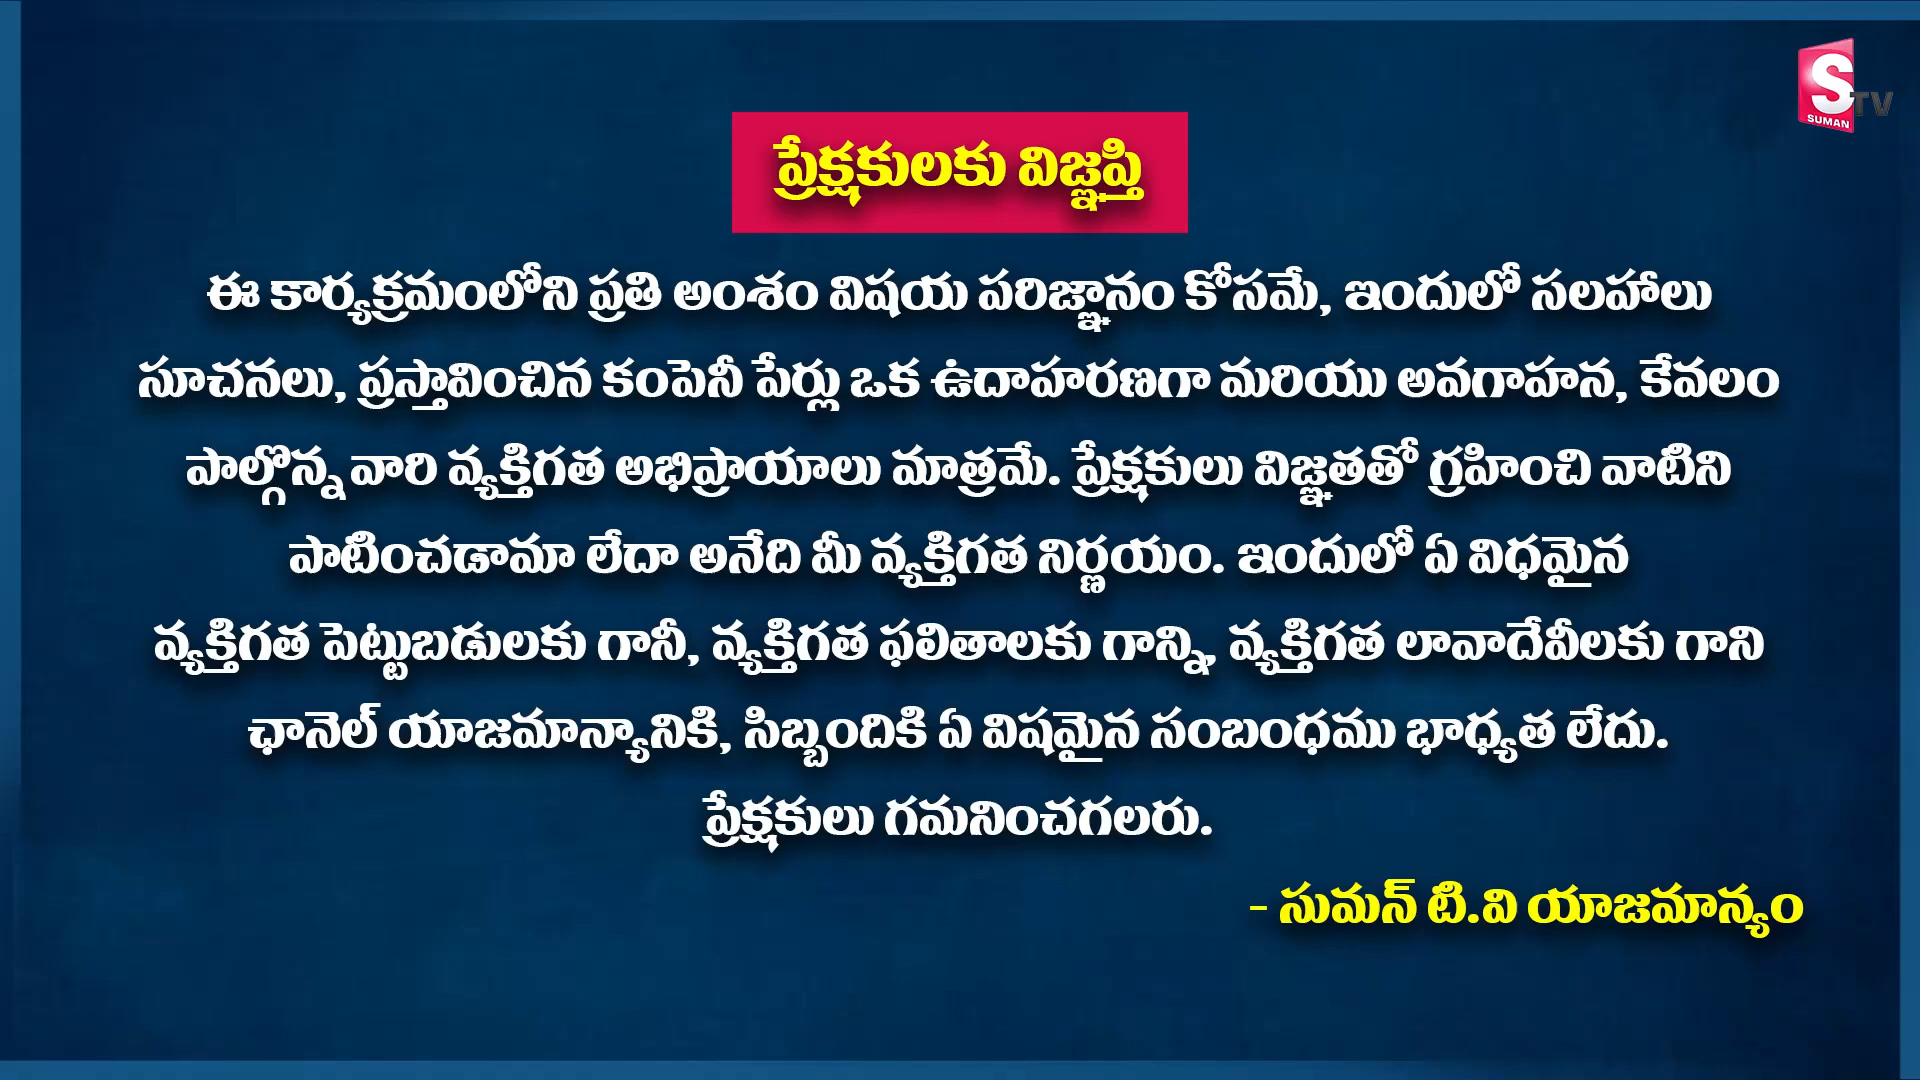 S
TV
SUMAN
ప్రేక్షకులకు విజ్ఞప్తి
ఈ కార్యక్రమంలోని ప్రతి అంశం విషయ పరిజ్ఞానం కోసమే, ఇందులో సలహాలు
సూచనలు, ప్రస్తావించిన కంపెనీ పేర్లు ఒక ఉదాహరణగా మరియు అవగాహన, కేవలం
పాల్గొన్న వారి వ్యక్తిగత అభిప్రాయాలు మాత్రమే. ప్రేక్షకులు విజ్ఞతతో గ్రహించి వాటిని
పాటించడామా లేదా అనేది మీ వ్యక్తిగత నిర్ణయం. ఇందులో ఏ విధమైన
వ్యక్తిగత పెట్టుబడులకు గానీ, వ్యక్తిగత ఫలితాలకు గాన్ని, వ్యక్తిగత లావాదేవీలకు గాని
ఛానెల్ యాజమాన్యానికి, సిబ్బందికి ఏ విషమైన సంబంధము భాధ్యత లేదు.
ప్రేక్షకులు గమనించగలరు.
- సుమన్ టి.వి యాజమాన్యం